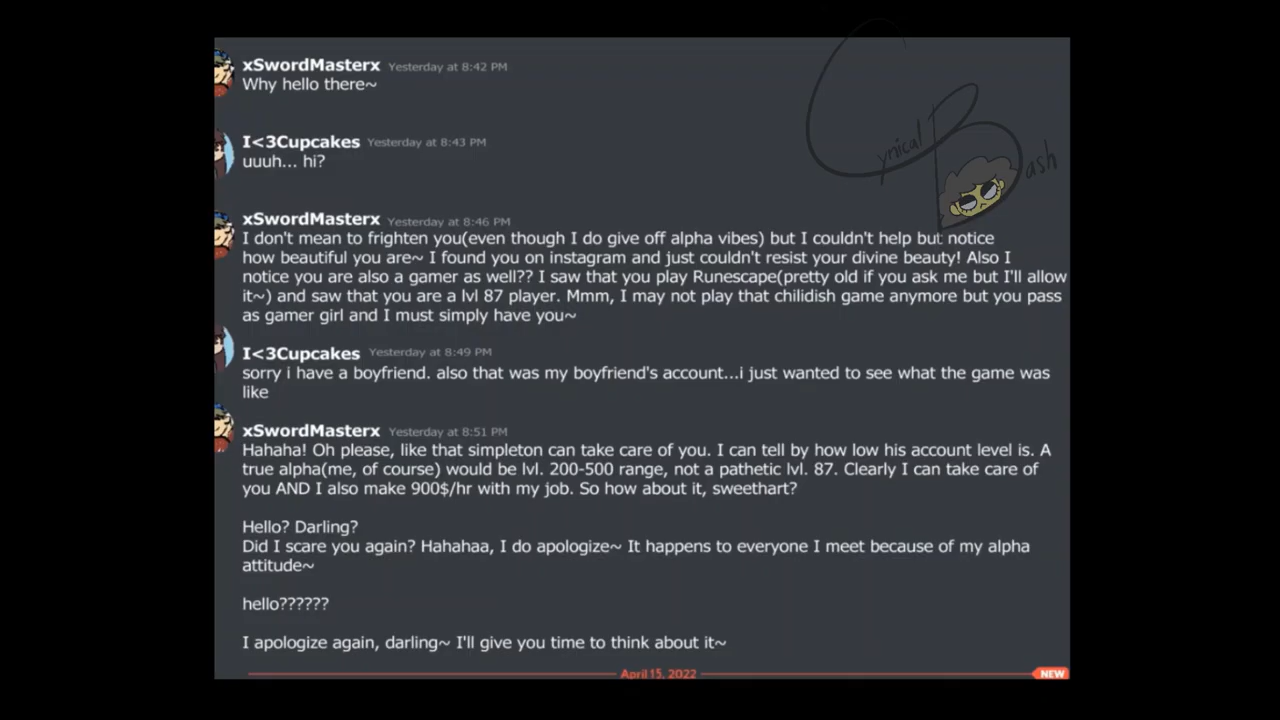 xSwordMasterx Yesterday at 8:42 PM
Why hello there~
I<3Cupcakes Yesterday at 8:43 PM
uuuh... hi?
xSwordMasterx Yesterday at 8:46 PM
I don't mean to frighten you(even though I do give off alpha vibes) but I couldn't help but notice
how beautiful you are~ I found you on instagram and just couldn't resist your divine beauty! Also I
notice you are also a gamer as well?? I saw that you play Runescape(pretty old if you ask me but I'll allow
it~) and saw that you are a lvl 87 player. Mmm, I may not play that chilidish game anymore but you pass
as gamer girl and I must simply have you~
I<3Cupcakes Yesterday at 8:49 PM
sorry i have a boyfriend. also that was my boyfriend's account...i just wanted to see what the game was
like
xSwordMasterx Yesterday at 8:51 PM
Hahaha! Oh please, like that simpleton can take care of you. I can tell by how low his account level is. A
true alpha(me, of course) would be lvl. 200-500 range, not a pathetic lvl. 87. Clearly I can take care of
you AND I also make 900$/hr with my job. So how about it, sweethart?
Hello? Darling?
Did I scare you again? Hahahaa, I do apologize~ It happens to everyone I meet because of my alpha
attitude~
hello??????
I apologize again, darling~ I'll give you time to think about it~
April 15, 2022 NEW
Cynical Bash